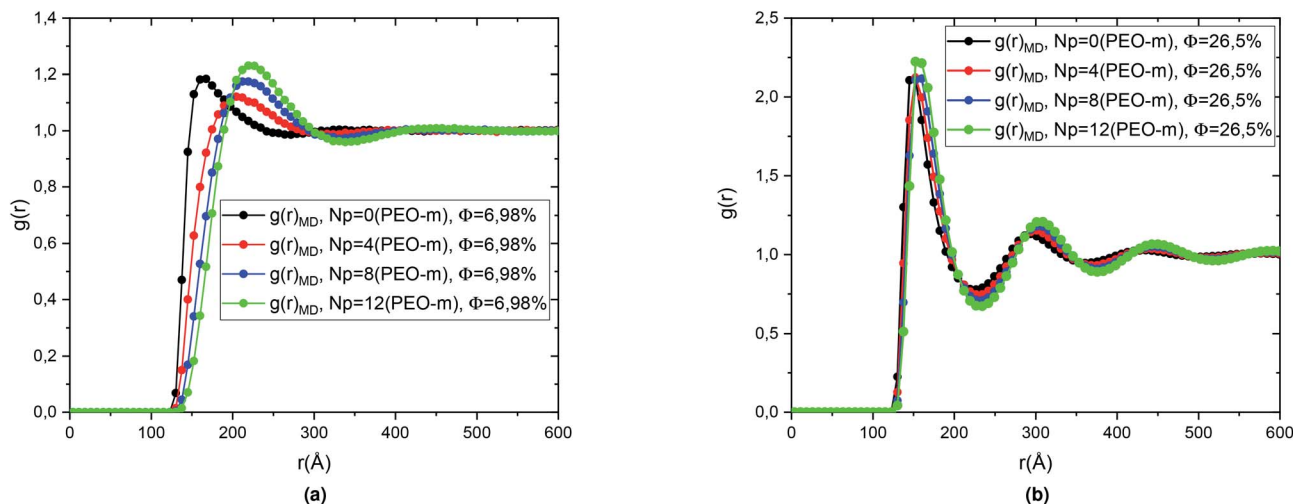 1,4
1,2
1,0
0,8
0,6
0,4
0,2
0,0
g(r)
g(r)MD, Np=0(PEO-m), Φ=6,98%
g(r)MD, Np=4(PEO-m), Φ=6,98%
g(r)MD, Np=8(PEO-m), Φ=6,98%
g(r)MD, Np=12(PEO-m), Φ=6,98%
0 100 200 300 400 500 600
r(Å)
(a)
2,5
2,0
1,5
1,0
0,5
0,0
g(r)
g(r)MD, Np=0(PEO-m), Φ=26,5%
g(r)MD, Np=4(PEO-m), Φ=26,5%
g(r)MD, Np=8(PEO-m), Φ=26,5%
g(r)MD, Np=12(PEO-m), Φ=26,5%
0 100 200 300 400 500 600
r(Å)
(b)